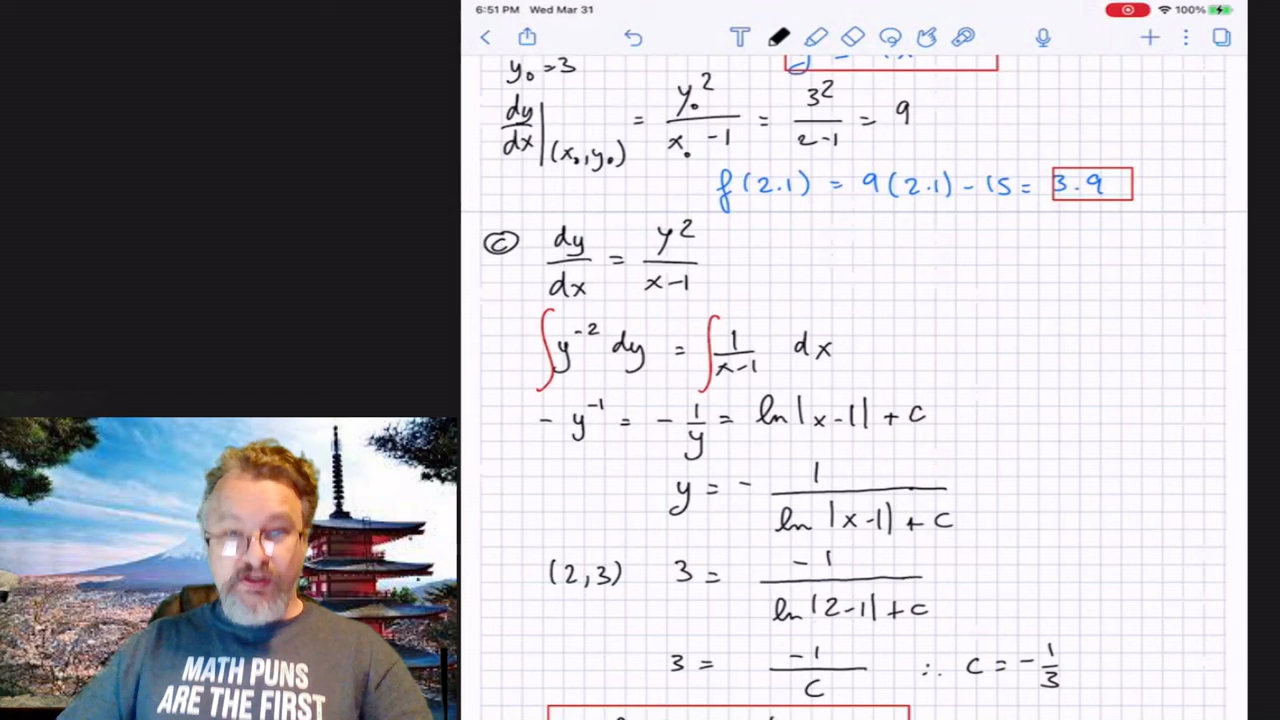 6:51 PM Wed Mar 31
100%
y₀ = 3
dy/dx |(x₀, y₀) = y₀²/(x₀ - 1) = 3²/(2-1) = 9
f(2.1) = 9(2.1) - 15 = 3.9
ⓒ dy/dx = y²/(x-1)
∫ y⁻² dy = ∫ 1/(x-1) dx
- y⁻¹ = - 1/y = ln|x-1| + c
y = - 1/(ln|x-1| + c)
(2,3) 3 = -1/(ln|2-1| + c)
3 = -1/c ∴ c = - 1/3
MATH PUNS
ARE THE FIRST